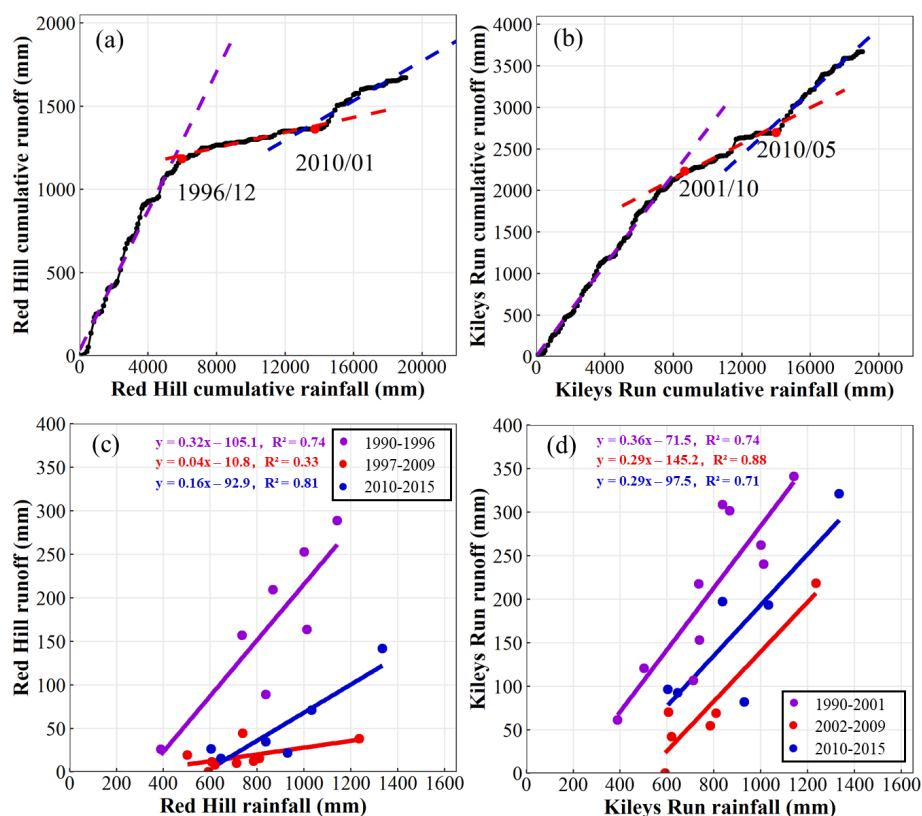 (a)
Red Hill cumulative runoff (mm)
2000
1500
1000
500
0
1996/12
2010/01
0 4000 8000 12000 16000 20000
Red Hill cumulative rainfall (mm)
(b)
Kileys Run cumulative runoff (mm)
4000
3500
3000
2500
2000
1500
1000
500
0
2001/10
2010/05
0 4000 8000 12000 16000 20000
Kileys Run cumulative rainfall (mm)
(c)
Red Hill runoff (mm)
400
350
300
250
200
150
100
50
0
y = 0.32x – 105.1, R² = 0.74
y = 0.04x – 10.8, R² = 0.33
y = 0.16x – 92.9, R² = 0.81
1990-1996
1997-2009
2010-2015
0 200 400 600 800 1000 1200 1400 1600
Red Hill rainfall (mm)
(d)
Kileys Run runoff (mm)
400
350
300
250
200
150
100
50
0
y = 0.36x – 71.5, R² = 0.74
y = 0.29x – 145.2, R² = 0.88
y = 0.29x – 97.5, R² = 0.71
1990-2001
2002-2009
2010-2015
0 200 400 600 800 1000 1200 1400 1600
Kileys Run rainfall (mm)